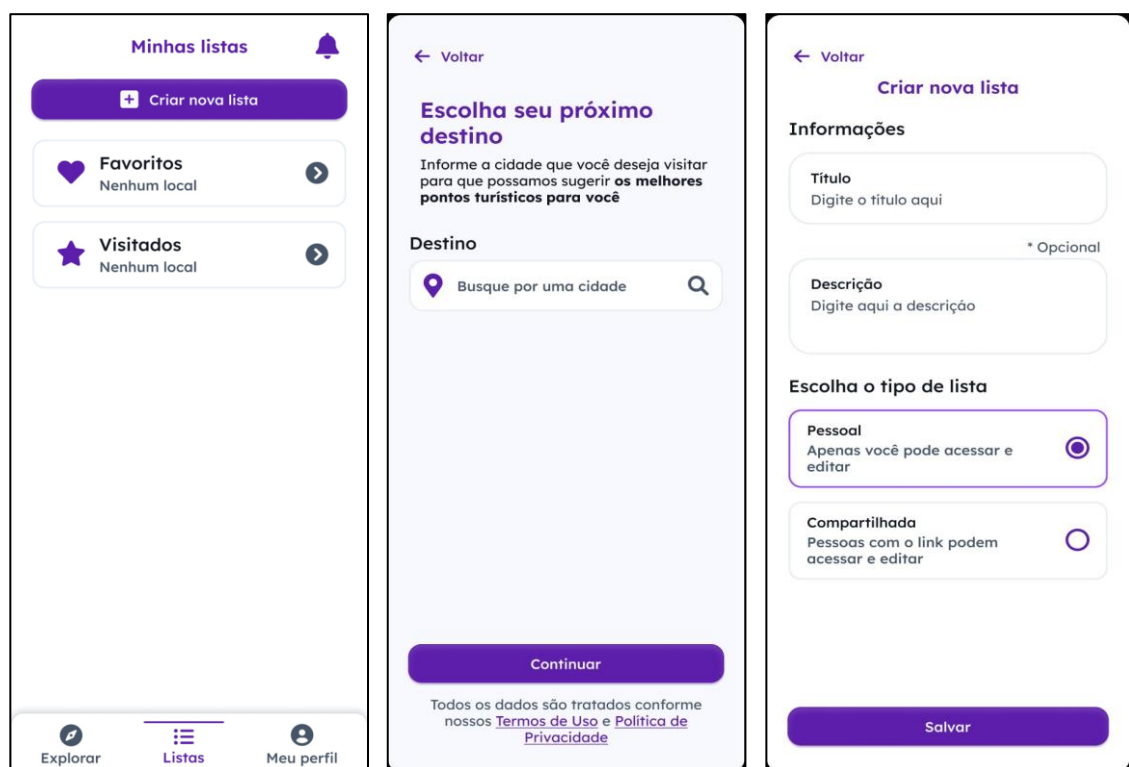 Minhas listas
Criar nova lista
Favoritos
Nenhum local
Visitados
Nenhum local
Explorar
Listas
Meu perfil
Voltar
Escolha seu próximo
destino
Informe a cidade que você deseja visitar
para que possamos sugerir os melhores
pontos turísticos para você
Destino
Busque por uma cidade
Continuar
Todos os dados são tratados conforme
nossos Termos de Uso e Política de
Privacidade
Voltar
Criar nova lista
Informações
Título
Digite o título aqui
* Opcional
Descrição
Digite aqui a descrição
Escolha o tipo de lista
Pessoal
Apenas você pode acessar e
editar
Compartilhada
Pessoas com o link podem
acessar e editar
Salvar